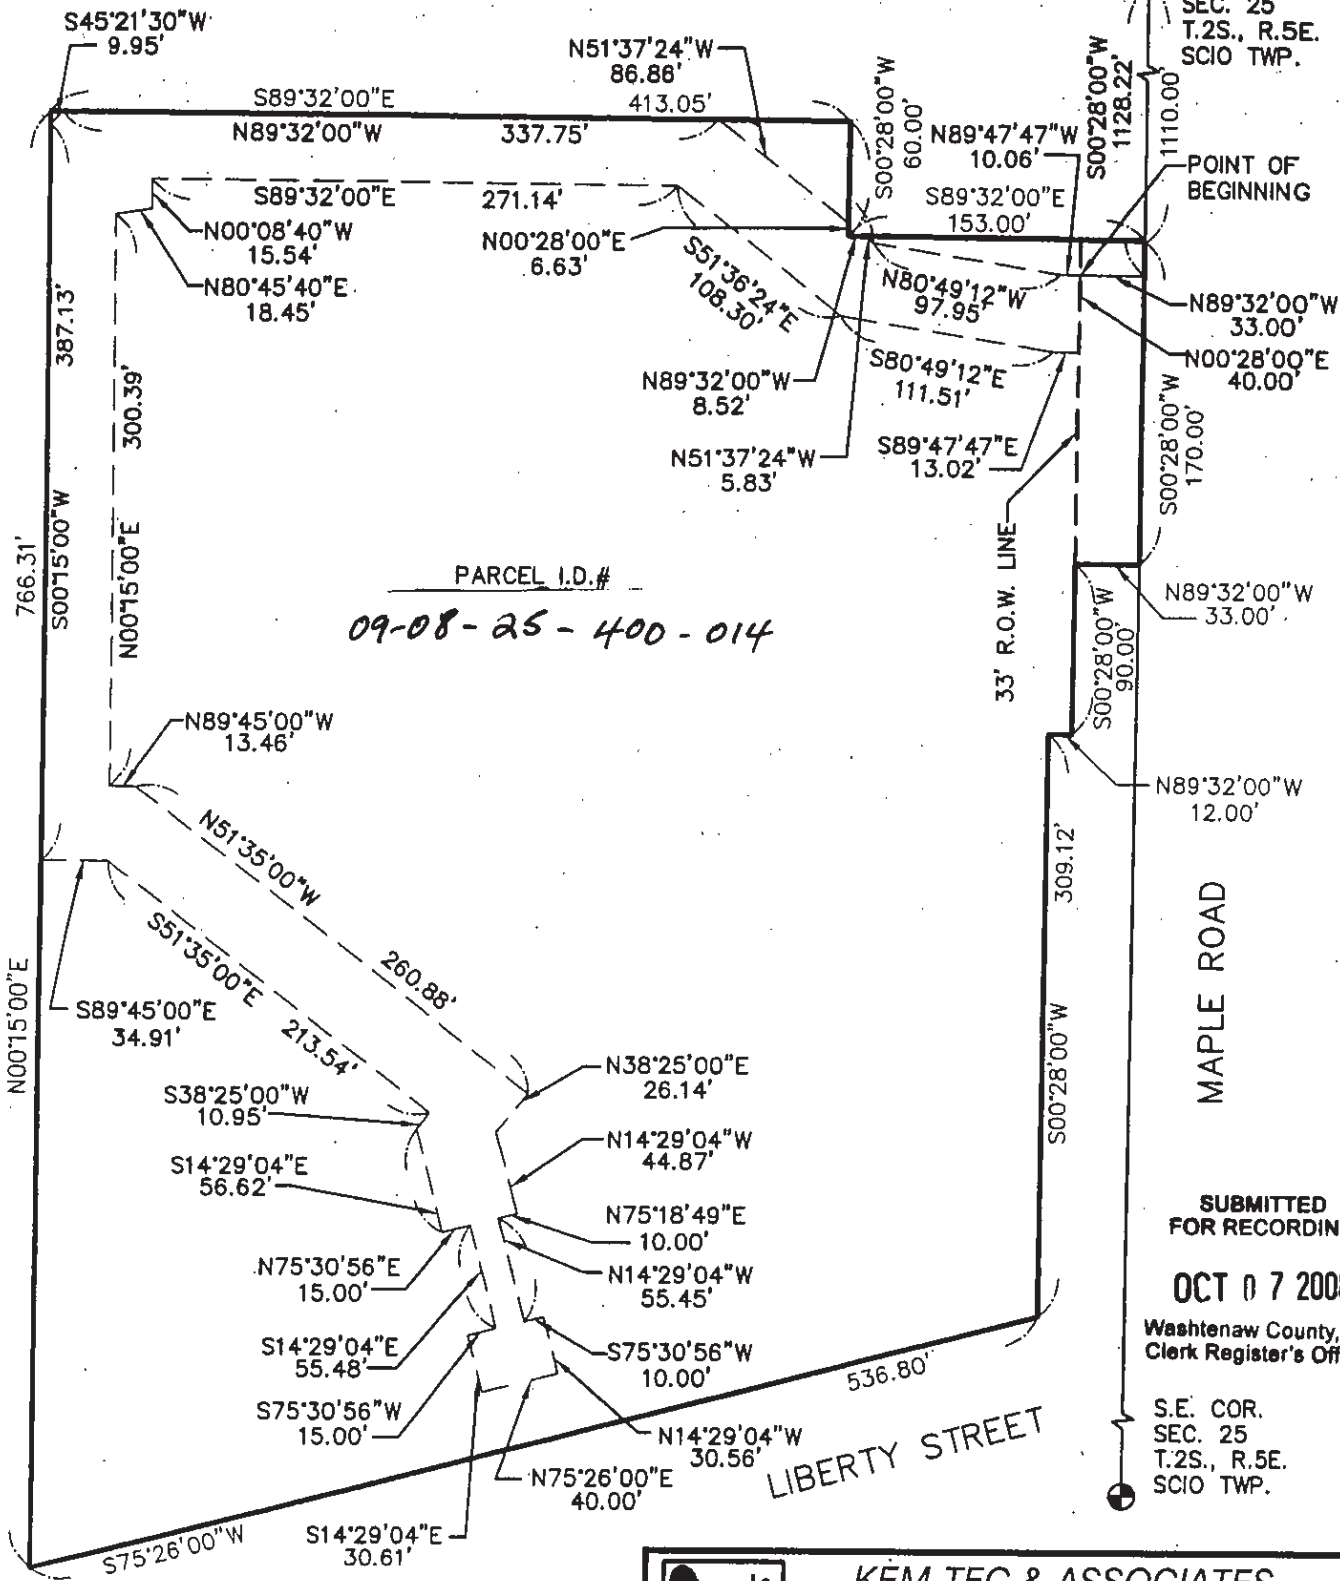 S45°21'30"W
9.95'
N51°37'24"W
86.86'
S89°32'00"E
413.05'
N89°32'00"W
337.75'
S00°28'00"W
60.00'
SEC. 25
T.2S., R.5E.
SCIO TWP.
S00°28'00"W
1128.22'
1110.00'
N89°47'47"W
10.06'
POINT OF
BEGINNING
S89°32'00"E
153.00'
S89°32'00"E
271.14'
N00°08'40"W
15.54'
N80°45'40"E
18.45'
N00°28'00"E
6.63'
S51°36'24"E
108.30'
N80°49'12"W
97.95'
N89°32'00"W
33.00'
N00°28'00"E
40.00'
387.13'
300.39'
N89°32'00"W
8.52'
S80°49'12"E
111.51'
N51°37'24"W
5.83'
S89°47'47"E
13.02'
S00°28'00"W
170.00'
766.31'
S00°15'00"W
N00°15'00"E
33' R.O.W. LINE
PARCEL I.D.#
09-08-25-400-014
N89°32'00"W
33.00'
S00°28'00"W
90.00'
N89°45'00"W
13.46'
N89°32'00"W
12.00'
N51°35'00"W
260.88'
309.12'
MAPLE ROAD
S51°35'00"E
213.54'
N00°15'00"E
S89°45'00"E
34.91'
S00°28'00"W
S38°25'00"W
10.95'
N38°25'00"E
26.14'
S14°29'04"E
56.62'
N14°29'04"W
44.87'
N75°18'49"E
10.00'
N75°30'56"E
15.00'
N14°29'04"W
55.45'
S14°29'04"E
55.48'
S75°30'56"W
10.00'
S75°30'56"W
15.00'
N14°29'04"W
30.56'
N75°26'00"E
40.00'
S14°29'04"E
30.61'
536.80'
S75°26'00"W
LIBERTY STREET
SUBMITTED
FOR RECORDIN
OCT 0 7 200
Washtenaw County,
Clerk Register's Off
S.E. COR.
SEC. 25
T.2S., R.5E.
SCIO TWP.
KEM-TEC & ASSOCIATES